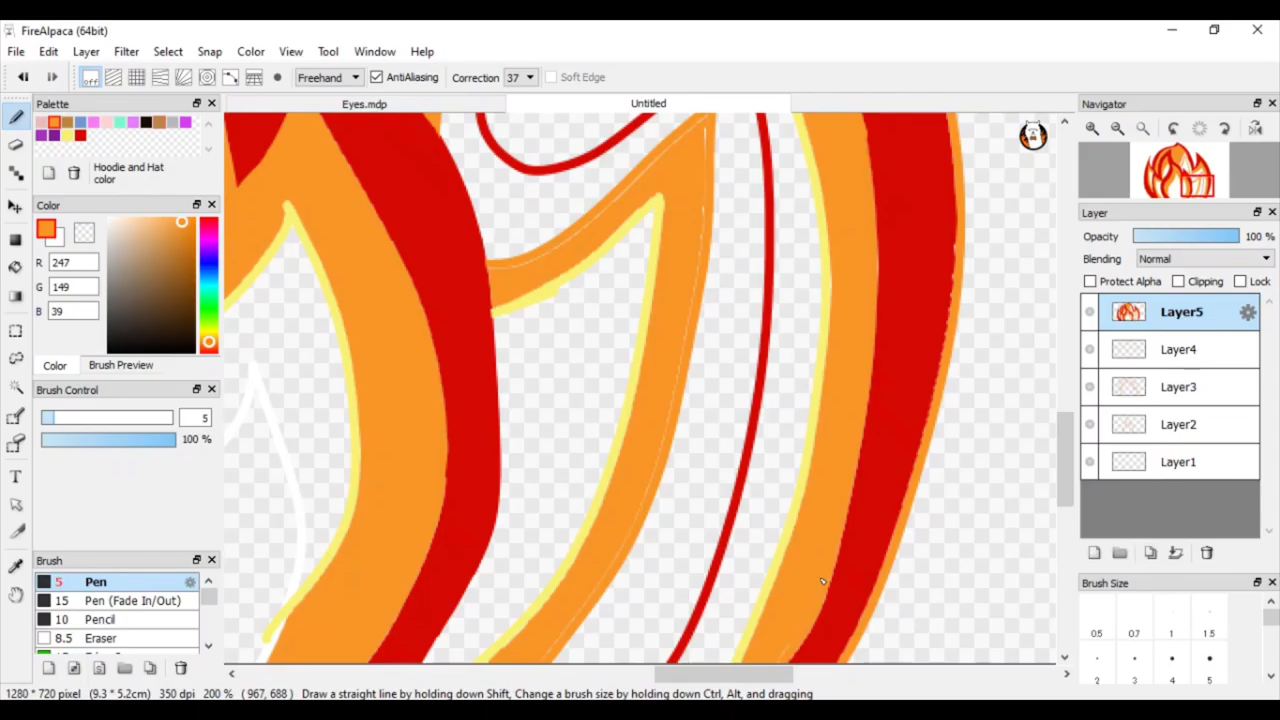 FireAlpaca (64bit)
File Edit Layer Filter Select Snap Color View Tool Window Help
off Freehand AntiAliasing Correction 37 Soft Edge
Palette
Eyes.mdp Untitled
Navigator
Hoodie and Hat color
Color
R 247
G 149
B 39
Color Brush Preview
Brush Control
5
100 %
Brush
5 Pen
15 Pen (Fade In/Out)
10 Pencil
8.5 Eraser
Layer
Opacity 100 %
Blending Normal
Protect Alpha Clipping Lock
Layer5
Layer4
Layer3
Layer2
Layer1
Brush Size
0.5 0.7 1 1.5
2 3 4 5
1280 * 720 pixel (9.3 * 5.2cm) 350 dpi 200 % ( 967, 688 ) Draw a straight line by holding down Shift, Change a brush size by holding down Ctrl, Alt, and dragging